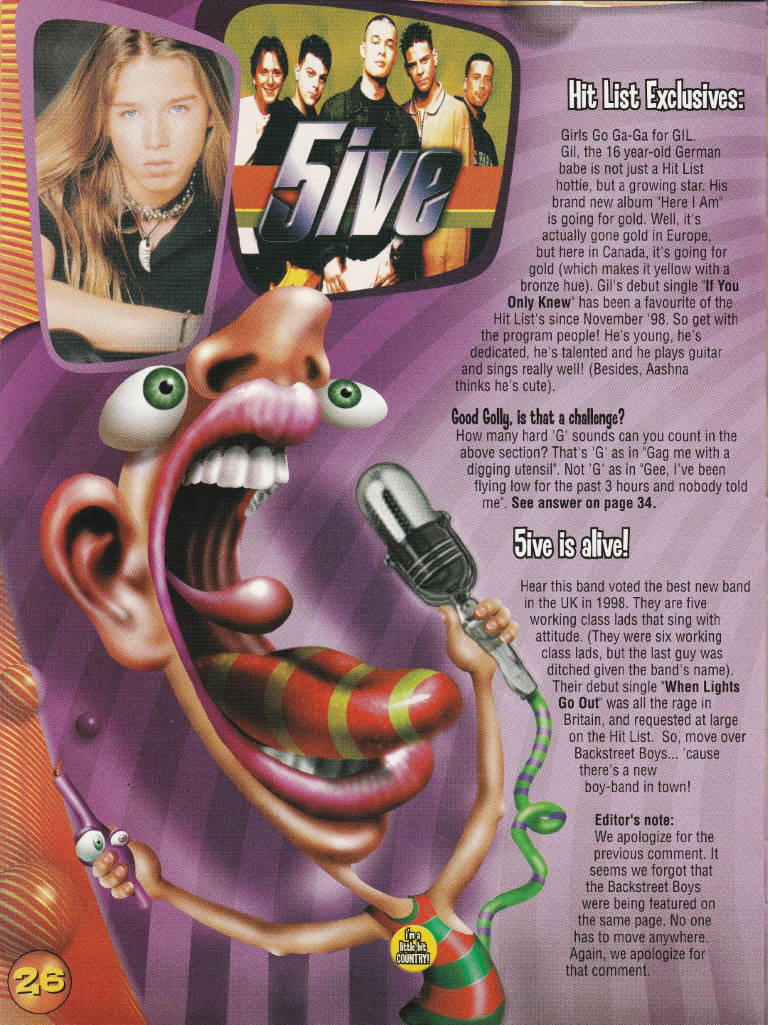 5ive
Hit List Exclusives:
Girls Go Ga-Ga for GIL.
Gil, the 16 year-old German
babe is not just a Hit List
hottie, but a growing star. His
brand new album "Here I Am"
is going for gold. Well, it's
actually gone gold in Europe,
but here in Canada, it's going for
gold (which makes it yellow with a
bronze hue). Gil's debut single "If You
Only Knew" has been a favourite of the
Hit List's since November '98. So get with
the program people! He's young, he's
dedicated, he's talented and he plays guitar
and sings really well! (Besides, Aashna
thinks he's cute).
Good Golly, is that a challenge?
How many hard 'G' sounds can you count in the
above section? That's 'G' as in "Gag me with a
digging utensil". Not 'G' as in "Gee, I've been
flying low for the past 3 hours and nobody told
me". See answer on page 34.
5ive is alive!
Hear this band voted the best new band
in the UK in 1998. They are five
working class lads that sing with
attitude. (They were six working
class lads, but the last guy was
ditched given the band's name).
Their debut single "When Lights
Go Out" was all the rage in
Britain, and requested at large
on the Hit List. So, move over
Backstreet Boys... 'cause
there's a new
boy-band in town!
Editor's note:
We apologize for the
previous comment. It
seems we forgot that
the Backstreet Boys
were being featured on
the same page. No one
has to move anywhere.
Again, we apologize for
that comment.
I'm a
little bit
COUNTRY!
26